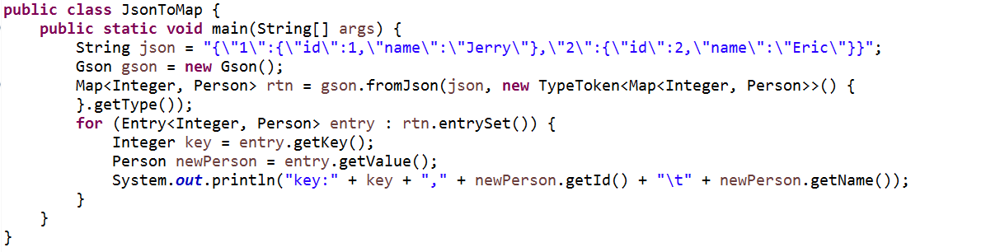 public class JsonToMap {
    public static void main(String[] args) {
        String json = "{\"1\":{\"id\":1,\"name\":\"Jerry\"},\"2\":{\"id\":2,\"name\":\"Eric\"}}";
        Gson gson = new Gson();
        Map<Integer, Person> rtn = gson.fromJson(json, new TypeToken<Map<Integer, Person>>() {
        }.getType());
        for (Entry<Integer, Person> entry : rtn.entrySet()) {
            Integer key = entry.getKey();
            Person newPerson = entry.getValue();
            System.out.println("key:" + key + "," + newPerson.getId() + "\t" + newPerson.getName());
        }
    }
}